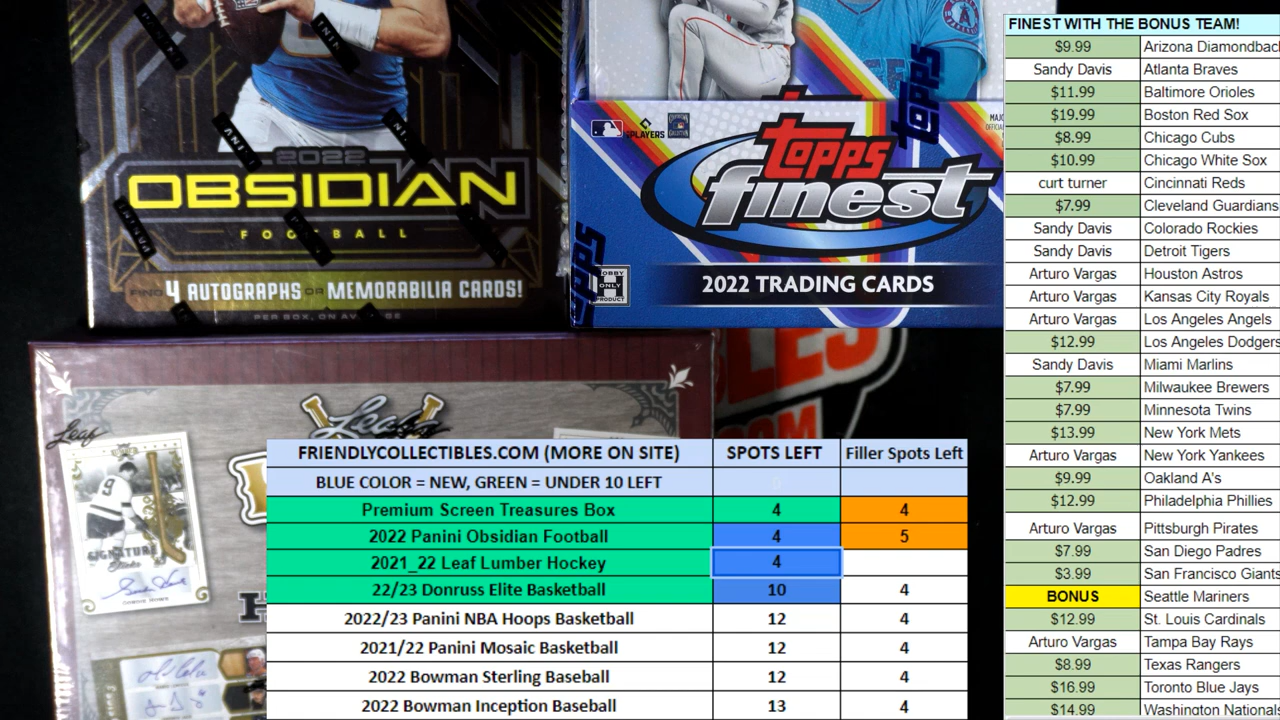 2022
OBSIDIAN
FOOTBALL
FIND 4 AUTOGRAPHS OR MEMORABILIA CARDS!
PER BOX, ON AVERAGE
MLB PLAYERS
topps
finest
HOBBY
ONLY
PRODUCT
2022 TRADING CARDS
topps
topps
Leaf
9
SIGNATURE
FRIENDLYCOLLECTIBLES.COM (MORE ON SITE) SPOTS LEFT Filler Spots Left
BLUE COLOR = NEW, GREEN = UNDER 10 LEFT
Premium Screen Treasures Box 4 4
2022 Panini Obsidian Football 4 5
2021_22 Leaf Lumber Hockey 4
22/23 Donruss Elite Basketball 10 4
2022/23 Panini NBA Hoops Basketball 12 4
2021/22 Panini Mosaic Basketball 12 4
2022 Bowman Sterling Baseball 12 4
2022 Bowman Inception Baseball 13 4
FINEST WITH THE BONUS TEAM!
$9.99 Arizona Diamondbac
Sandy Davis Atlanta Braves
$11.99 Baltimore Orioles
$19.99 Boston Red Sox
$8.99 Chicago Cubs
$10.99 Chicago White Sox
curt turner Cincinnati Reds
$7.99 Cleveland Guardians
Sandy Davis Colorado Rockies
Sandy Davis Detroit Tigers
Arturo Vargas Houston Astros
Arturo Vargas Kansas City Royals
Arturo Vargas Los Angeles Angels
$12.99 Los Angeles Dodgers
Sandy Davis Miami Marlins
$7.99 Milwaukee Brewers
$7.99 Minnesota Twins
$13.99 New York Mets
Arturo Vargas New York Yankees
$9.99 Oakland A's
$12.99 Philadelphia Phillies
Arturo Vargas Pittsburgh Pirates
$7.99 San Diego Padres
$3.99 San Francisco Giants
BONUS Seattle Mariners
$12.99 St. Louis Cardinals
Arturo Vargas Tampa Bay Rays
$8.99 Texas Rangers
$16.99 Toronto Blue Jays
$14.99 Washington Nationals